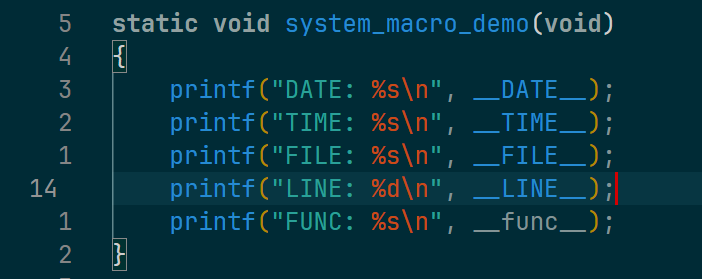 5 static void system_macro_demo(void)
4 {
3     printf("DATE: %s\n", __DATE__);
2     printf("TIME: %s\n", __TIME__);
1     printf("FILE: %s\n", __FILE__);
14     printf("LINE: %d\n", __LINE__);
1     printf("FUNC: %s\n", __func__);
2 }